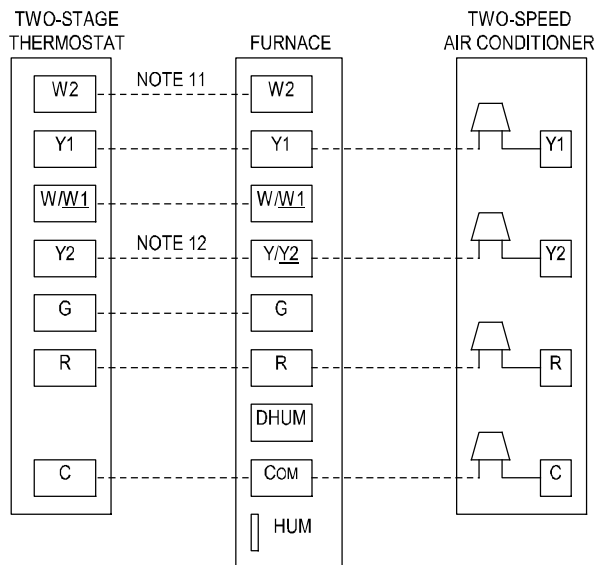 TWO-STAGE
THERMOSTAT
FURNACE
TWO-SPEED
AIR CONDITIONER
W2
NOTE 11
W2
Y1
Y1
Y1
W/W1
W/W1
Y2
NOTE 12
Y/Y2
Y2
G
G
R
R
R
DHUM
C
COM
C
HUM